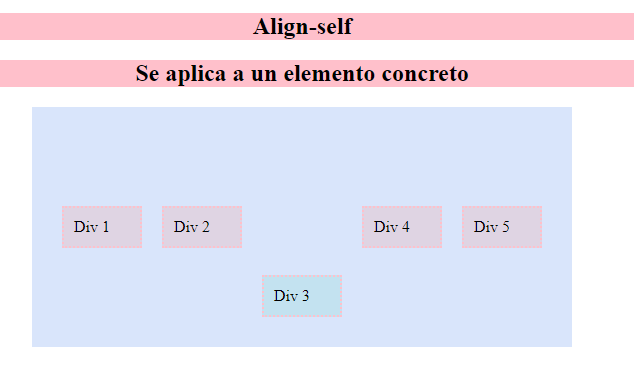 Align-self
Se aplica a un elemento concreto
Div 1
Div 2
Div 4
Div 5
Div 3